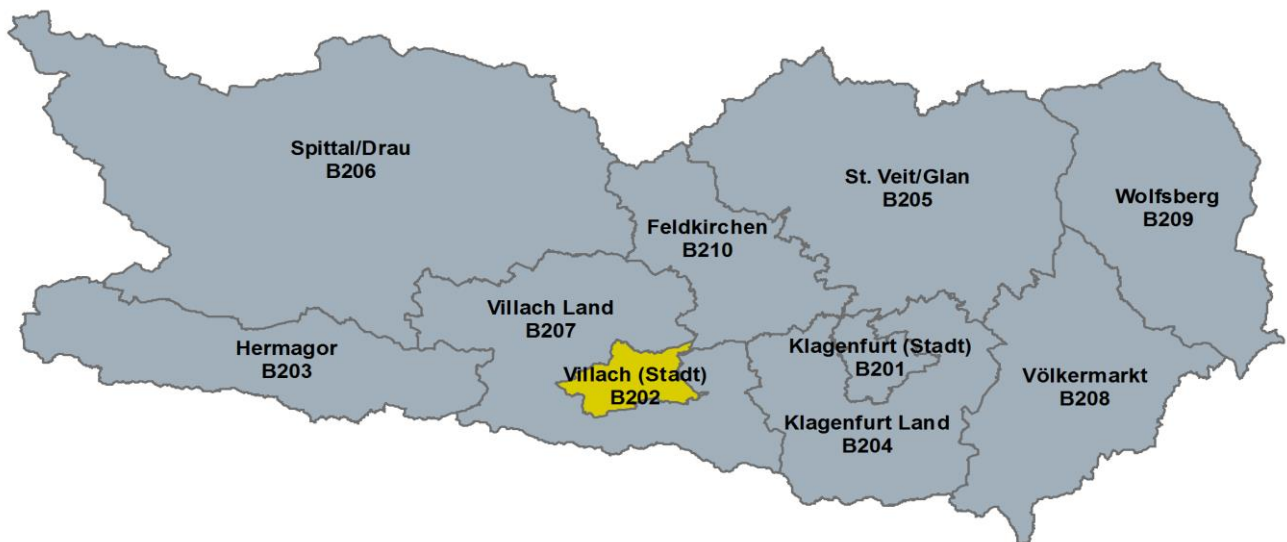 Spittal/Drau
B206
St. Veit/Glan
B205
Wolfsberg
B209
Feldkirchen
B210
Villach Land
B207
Hermagor
B203
Klagenfurt (Stadt)
B201
Villach (Stadt)
B202
Völkermarkt
B208
Klagenfurt Land
B204